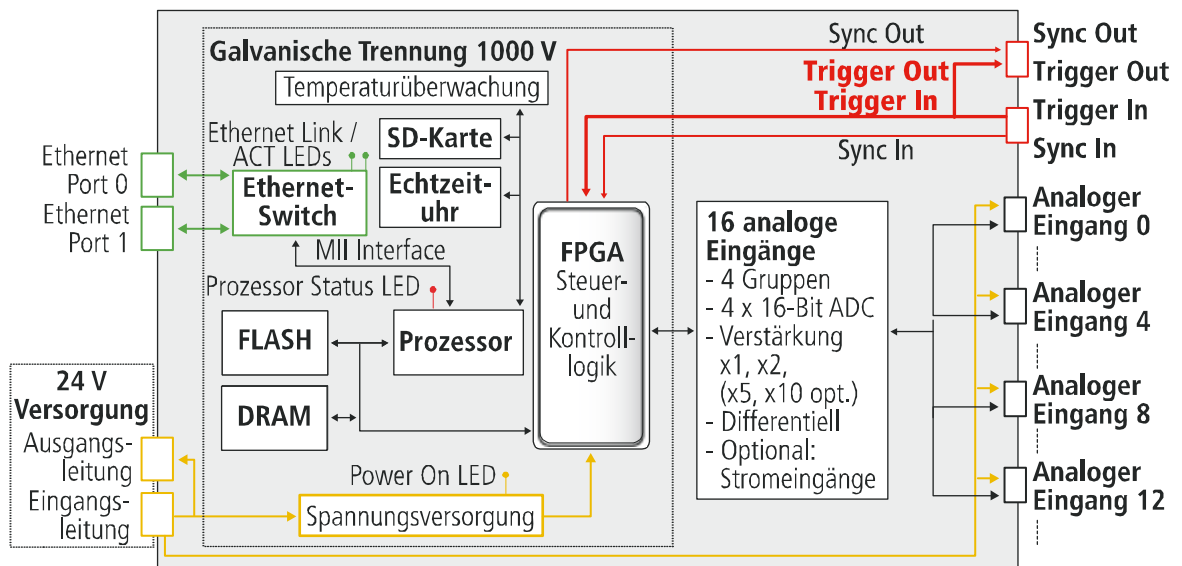 Galvanische Trennung 1000 V
Temperaturüberwachung
SD-Karte
Echtzeit-
uhr
Ethernet Link /
ACT LEDs
Ethernet
Port 0
Ethernet
Port 1
Ethernet-
Switch
MII Interface
Prozessor Status LED
FLASH
Prozessor
DRAM
24 V
Versorgung
Ausgangs-
leitung
Eingangs-
leitung
Power On LED
Spannungsversorgung
FPGA
Steuer-
und
Kontroll-
logik
Sync Out
Trigger Out
Trigger In
Sync In
16 analoge
Eingänge
- 4 Gruppen
- 4 x 16-Bit ADC
- Verstärkung
x1, x2,
(x5, x10 opt.)
- Differentiell
- Optional:
Stromeingänge
Sync Out
Trigger Out
Trigger In
Sync In
Analoger
Eingang 0
Analoger
Eingang 4
Analoger
Eingang 8
Analoger
Eingang 12